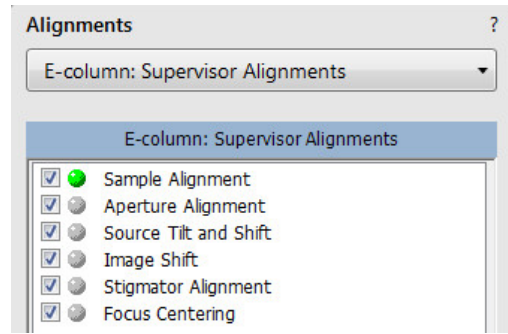 Alignments ?
E-column: Supervisor Alignments
E-column: Supervisor Alignments
Sample Alignment
Aperture Alignment
Source Tilt and Shift
Image Shift
Stigmator Alignment
Focus Centering